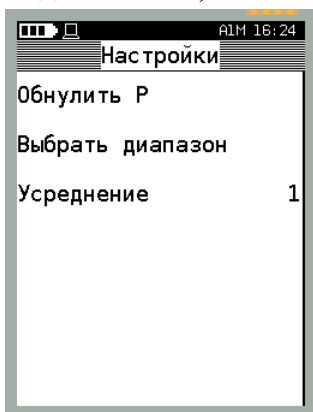 A1M 16:24
Настройки
Обнулить P
Выбрать диапазон
Усреднение 1